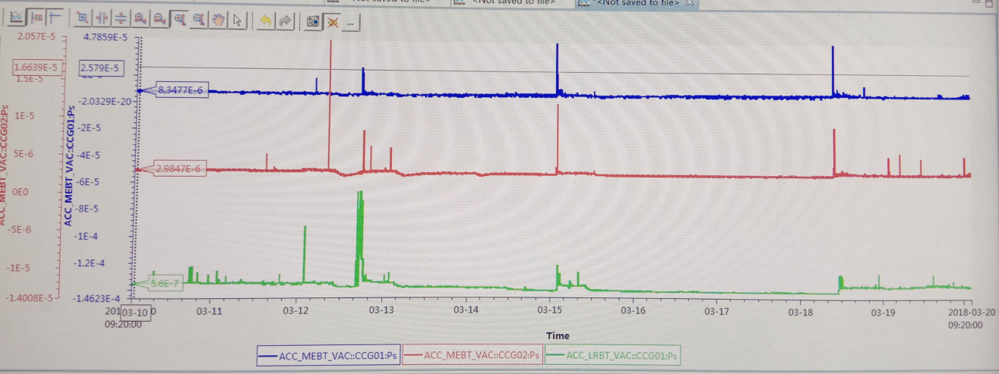 <Not saved to file>
<Not saved to file>
*<Not saved to file>
2.057E-5
4.7859E-5
1.6639E-5
2.579E-5
1.5E-5
8.3477E-6
-2.0329E-20
1E-5
-2E-5
5E-6
-4E-5
2.9847E-6
-6E-5
0E0
-8E-5
-5E-6
-1E-4
-1E-5
-1.2E-4
5.6E-7
-1.4008E-5
-1.4623E-4
ACC_MEBT_VAC::CCG02:Ps
ACC_MEBT_VAC::CCG01:Ps
03-10
03-11
03-12
03-13
03-14
03-15
03-16
03-17
03-18
03-19
2018-03-20
09:20:00
09:20:00
Time
ACC_MEBT_VAC::CCG01:Ps
ACC_MEBT_VAC::CCG02:Ps
ACC_LRBT_VAC::CCG01:Ps